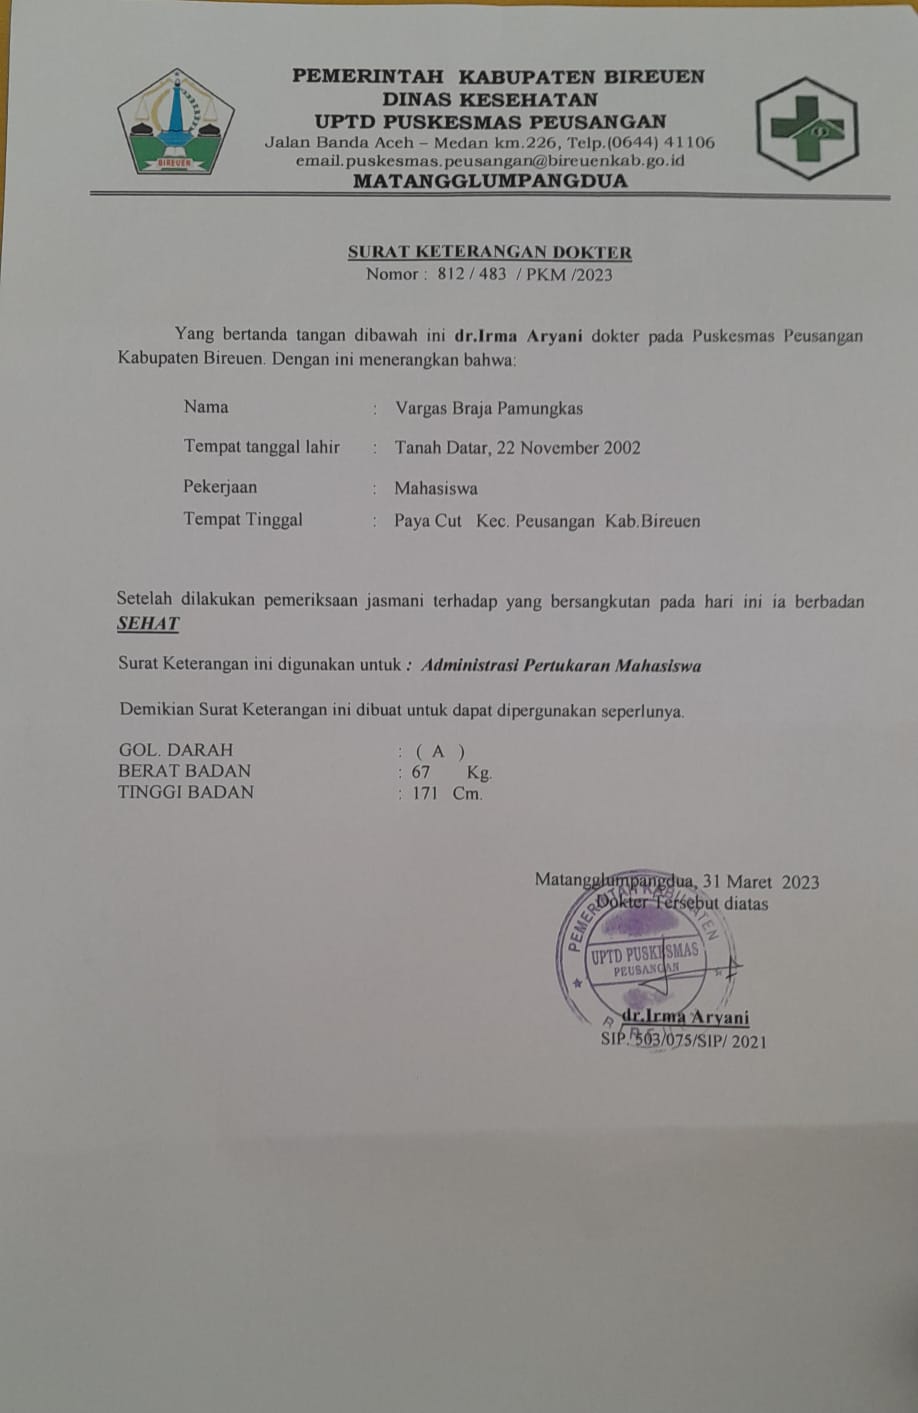 PEMERINTAH KABUPATEN BIREUEN
DINAS KESEHATAN
UPTD PUSKESMAS PEUSANGAN
Jalan Banda Aceh – Medan km.226, Telp.(0644) 41106
email.puskesmas.peusangan@bireuenkab.go.id
MATANGGLUMPANGDUA
BIREUEN
SURAT KETERANGAN DOKTER
Nomor : 812 / 483 / PKM /2023
Yang bertanda tangan dibawah ini dr.Irma Aryani dokter pada Puskesmas Peusangan
Kabupaten Bireuen. Dengan ini menerangkan bahwa:
Nama : Vargas Braja Pamungkas
Tempat tanggal lahir : Tanah Datar, 22 November 2002
Pekerjaan : Mahasiswa
Tempat Tinggal : Paya Cut Kec. Peusangan Kab.Bireuen
Setelah dilakukan pemeriksaan jasmani terhadap yang bersangkutan pada hari ini ia berbadan
SEHAT
Surat Keterangan ini digunakan untuk : Administrasi Pertukaran Mahasiswa
Demikian Surat Keterangan ini dibuat untuk dapat dipergunakan seperlunya.
GOL. DARAH : ( A )
BERAT BADAN : 67 Kg.
TINGGI BADAN : 171 Cm.
Matangglumpangdua, 31 Maret 2023
Dokter Tersebut diatas
PEMERINTAH KABUPATEN
UPTD PUSKESMAS
PEUSANGAN
dr.Irma Aryani
SIP. 503/075/SIP/ 2021